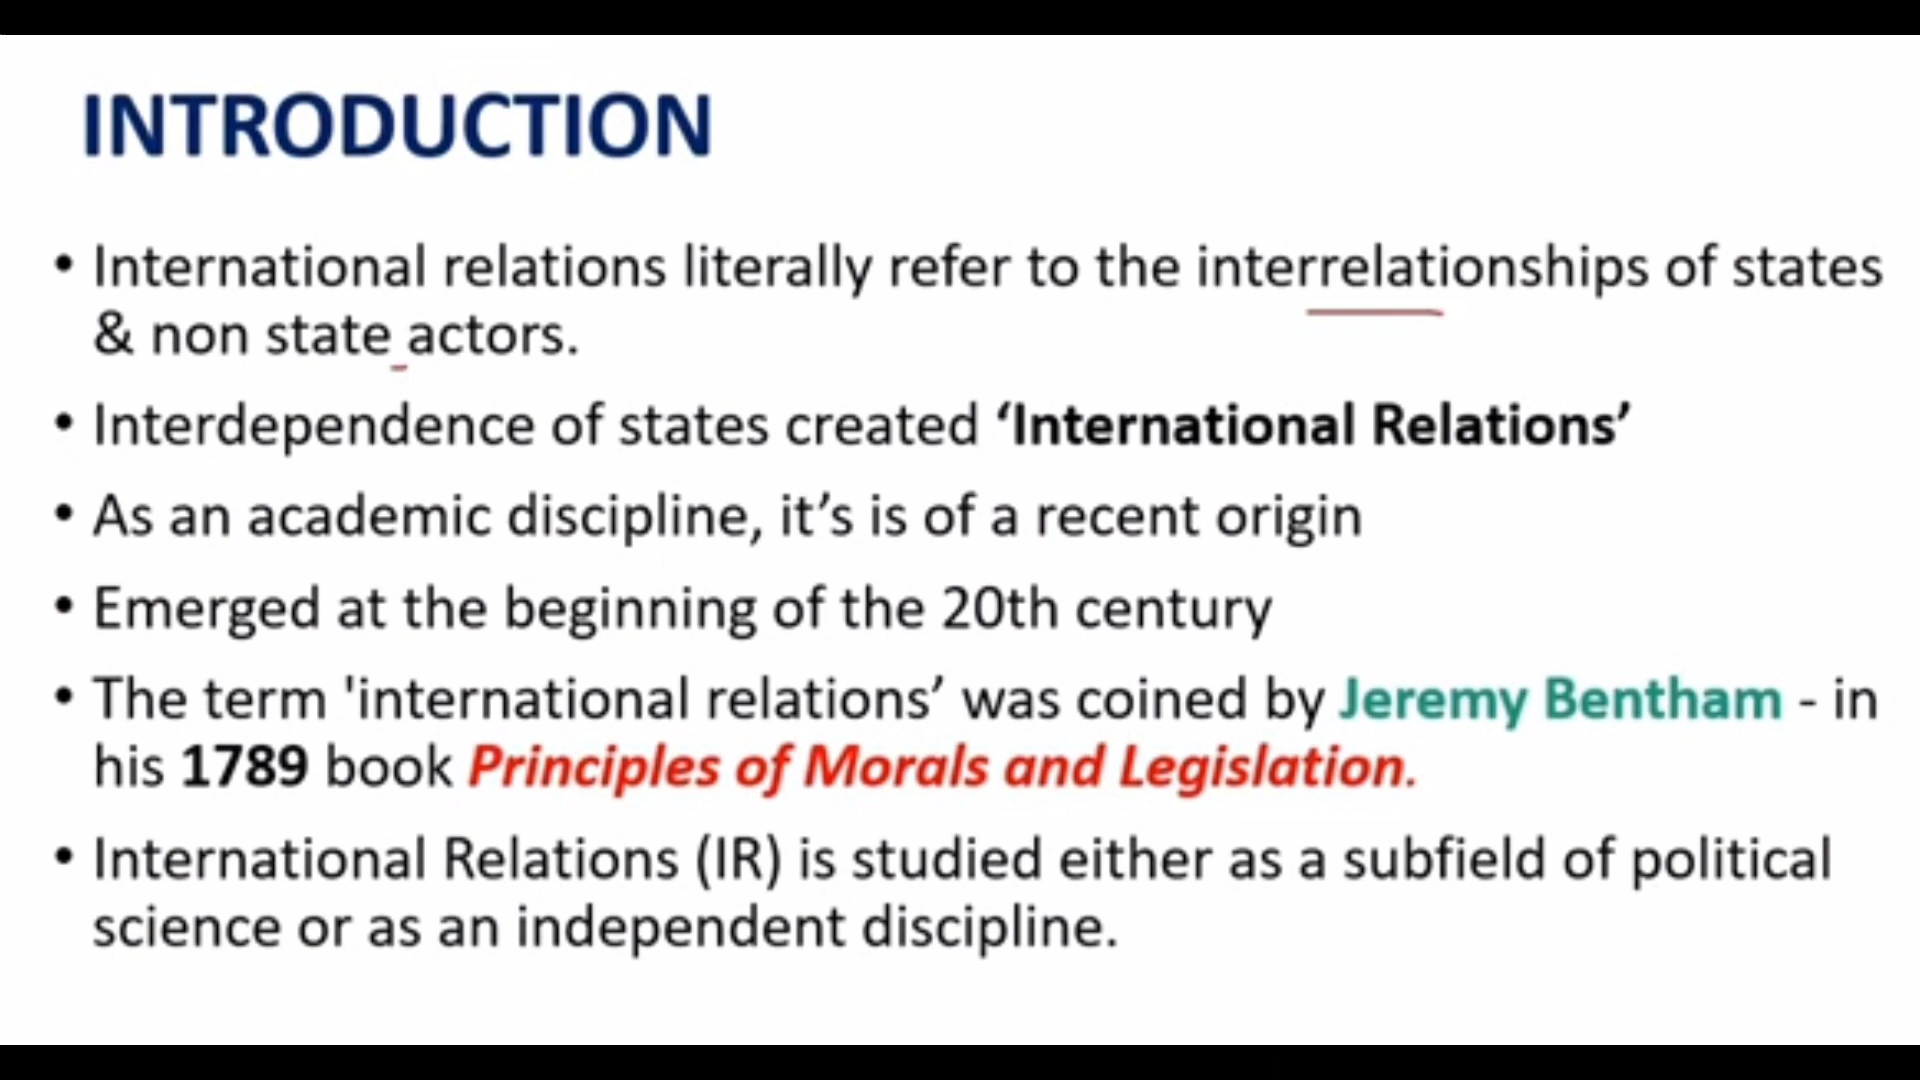 INTRODUCTION
• International relations literally refer to the interrelationships of states
& non state actors.
• Interdependence of states created ‘International Relations’
• As an academic discipline, it’s is of a recent origin
• Emerged at the beginning of the 20th century
• The term 'international relations’ was coined by Jeremy Bentham - in
his 1789 book Principles of Morals and Legislation.
• International Relations (IR) is studied either as a subfield of political
science or as an independent discipline.